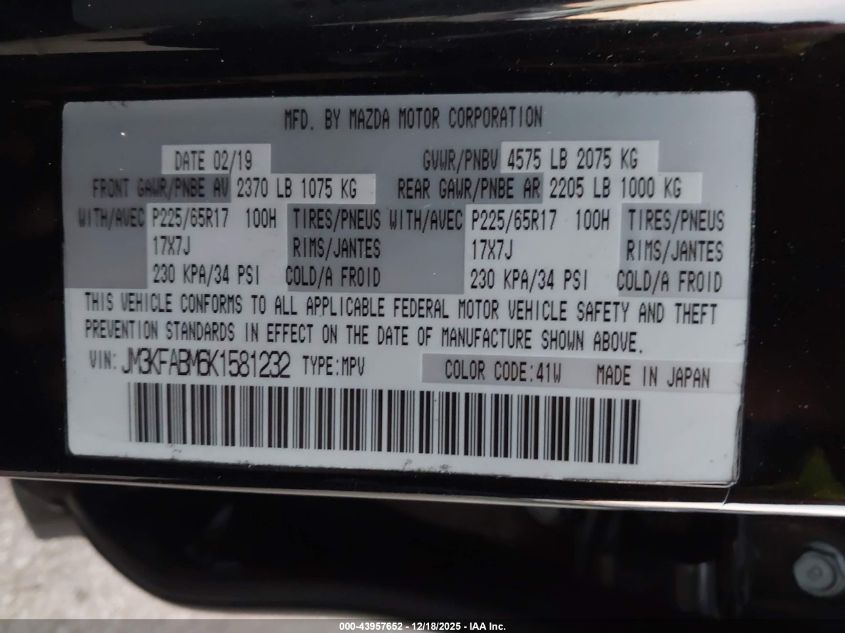 MFD. BY MAZDA MOTOR CORPORATION
DATE 02/19 GVWR/PNBV 4575 LB 2075 KG
FRONT GAWR/PNBE AV 2370 LB 1075 KG REAR GAWR/PNBE AR 2205 LB 1000 KG
WITH/AVEC P225/65R17 100H TIRES/PNEUS WITH/AVEC P225/65R17 100H TIRES/PNEUS
17X7J RIMS/JANTES 17X7J RIMS/JANTES
230 KPA/34 PSI COLD/A FROID 230 KPA/34 PSI COLD/A FROID
THIS VEHICLE CONFORMS TO ALL APPLICABLE FEDERAL MOTOR VEHICLE SAFETY AND THEFT
PREVENTION STANDARDS IN EFFECT ON THE DATE OF MANUFACTURE SHOWN ABOVE.
VIN: JM3KFABM6K1581232 TYPE:MPV COLOR CODE:41W MADE IN JAPAN
000-43957652 - 12/18/2025 - IAA Inc.